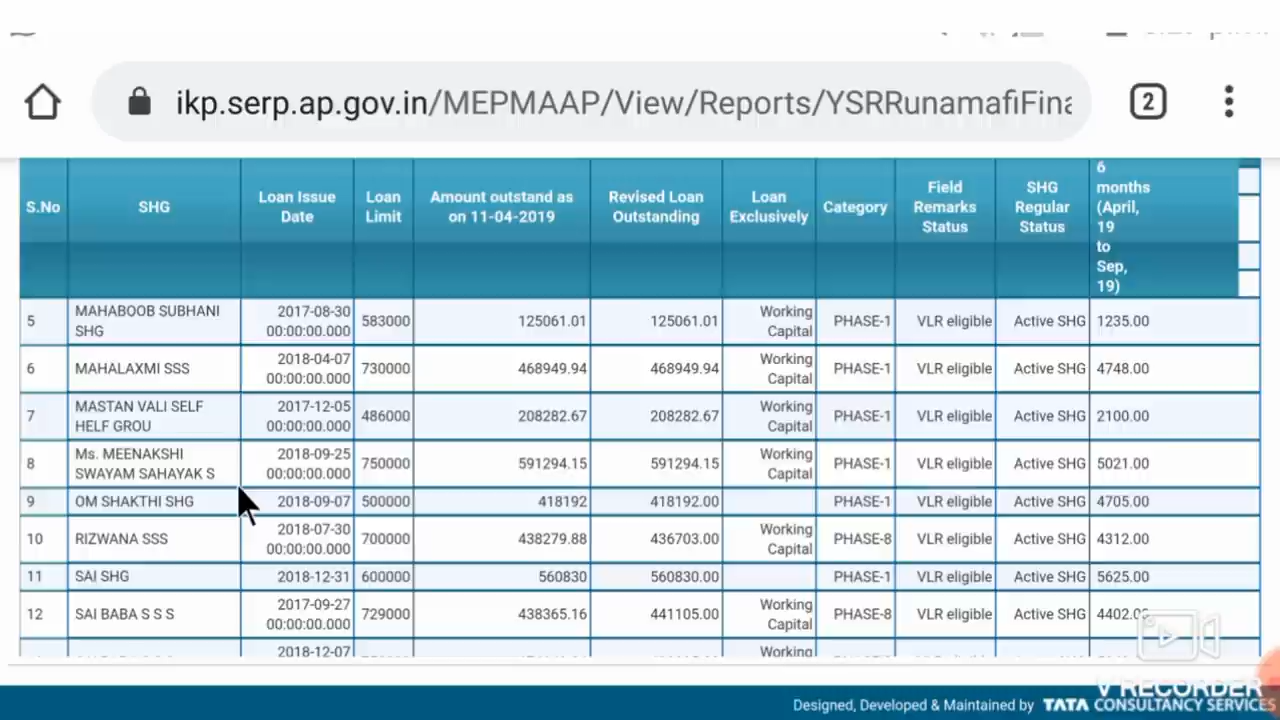 2
ikp.serp.ap.gov.in/MEPMAAP/View/Reports/YSRRunamafiFina
S.No SHG Loan Issue Date Loan Limit Amount outstand as on 11-04-2019 Revised Loan Outstanding Loan Exclusively Category Field Remarks Status SHG Regular Status 6 months (April, 19 to Sep, 19)
5 MAHABOOB SUBHANI SHG 2017-08-30 00:00:00.000 583000 125061.01 125061.01 Working Capital PHASE-1 VLR eligible Active SHG 1235.00
6 MAHALAXMI SSS 2018-04-07 00:00:00.000 730000 468949.94 468949.94 Working Capital PHASE-1 VLR eligible Active SHG 4748.00
7 MASTAN VALI SELF HELF GROU 2017-12-05 00:00:00.000 486000 208282.67 208282.67 Working Capital PHASE-1 VLR eligible Active SHG 2100.00
8 Ms. MEENAKSHI SWAYAM SAHAYAK S 2018-09-25 00:00:00.000 750000 591294.15 591294.15 Working Capital PHASE-1 VLR eligible Active SHG 5021.00
9 OM SHAKTHI SHG 2018-09-07 500000 418192 418192.00 PHASE-1 VLR eligible Active SHG 4705.00
10 RIZWANA SSS 2018-07-30 00:00:00.000 700000 438279.88 436703.00 Working Capital PHASE-8 VLR eligible Active SHG 4312.00
11 SAI SHG 2018-12-31 600000 560830 560830.00 PHASE-1 VLR eligible Active SHG 5625.00
12 SAI BABA S S S 2017-09-27 00:00:00.000 729000 438365.16 441105.00 Working Capital PHASE-8 VLR eligible Active SHG 4402.00
2018-12-07 Working
V RECORDER
Designed, Developed & Maintained by TATA CONSULTANCY SERVICES